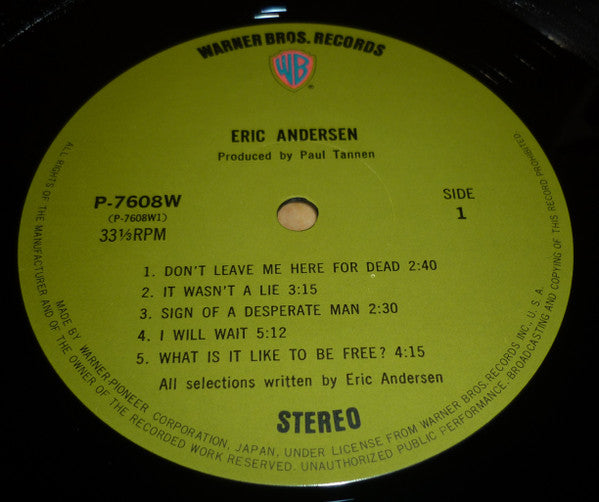 WARNER BROS. RECORDS
WB
®
ERIC ANDERSEN
Produced by Paul Tannen
P-7608W
(P-7608W1)
33⅓RPM
SIDE
1
1. DON'T LEAVE ME HERE FOR DEAD 2:40
2. IT WASN'T A LIE 3:15
3. SIGN OF A DESPERATE MAN 2:30
4. I WILL WAIT 5:12
5. WHAT IS IT LIKE TO BE FREE? 4:15
All selections written by Eric Andersen
STEREO
MADE BY WARNER-PIONEER CORPORATION, JAPAN, UNDER LICENSE FROM WARNER BROS. RECORDS INC. U. S. A.
ALL RIGHTS OF THE MANUFACTURER AND OF THE OWNER OF THE RECORDED WORK RESERVED. UNAUTHORIZED PUBLIC PERFORMANCE, BROADCASTING AND COPYING OF THIS RECORD PROHIBITED